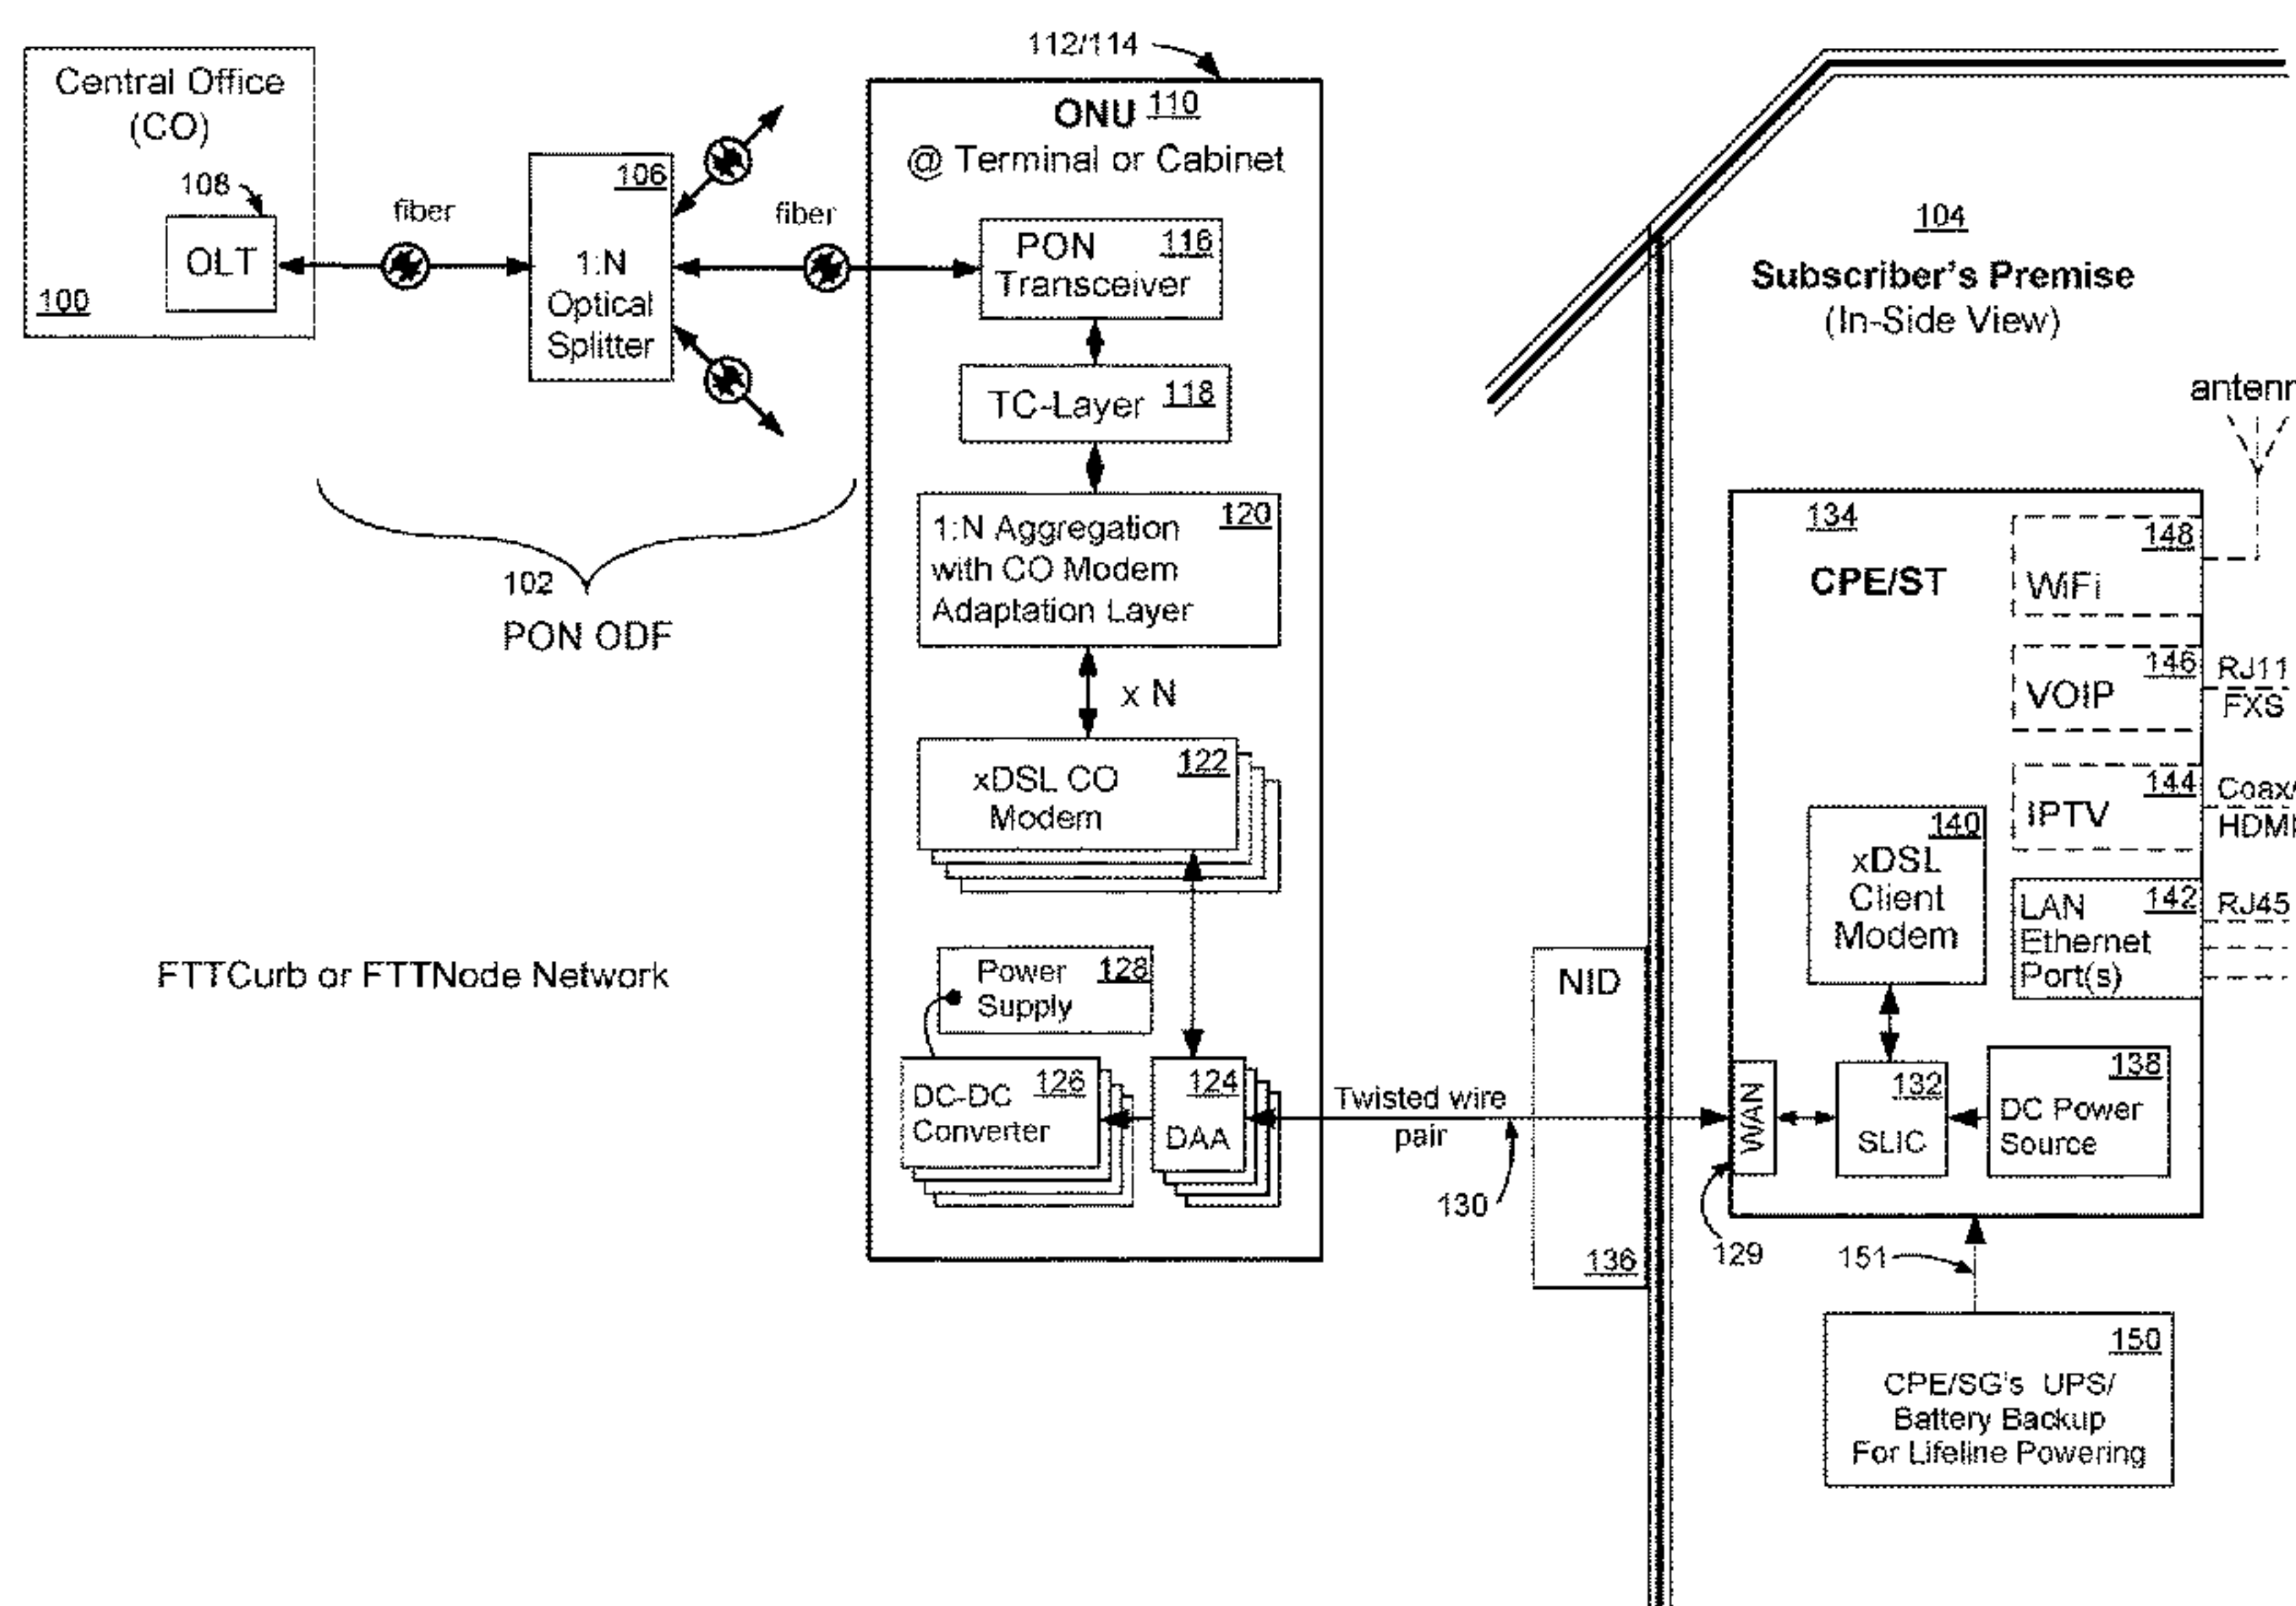 Central Office
(CO)
108
OLT
100
fiber
106
1:N
Optical
Splitter
fiber
102
PON ODF
FTTCurb or FTTNode Network
112/114
ONU 110
@ Terminal or Cabinet
PON 116
Transceiver
TC-Layer 118
1:N Aggregation 120
with CO Modem
Adaptation Layer
x N
xDSL CO 122
Modem
Power 128
Supply
DC-DC 126
Converter
124
DAA
Twisted wire
pair
130
NID
136
104
Subscriber's Premise
(In-Side View)
antenn
134
CPE/ST
148
WiFi
146
VOIP
RJ11
FXS
144
IPTV
Coax/
HDMI
140
xDSL
Client
Modem
LAN 142
Ethernet
Port(s)
RJ45
WAN
129
132
SLIC
138
DC Power
Source
151
150
CPE/SG's UPS/
Battery Backup
For Lifeline Powering